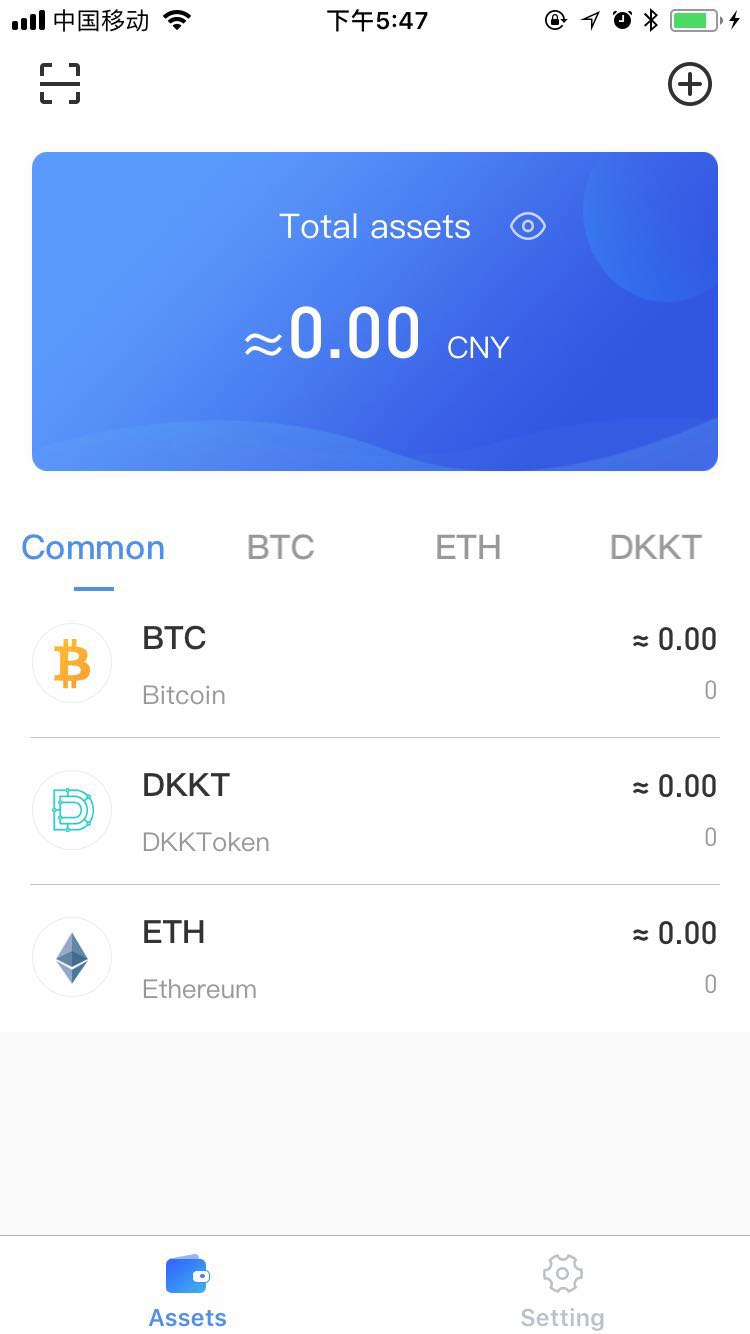 中国移动 下午5:47
Total assets
≈0.00 CNY
Common BTC ETH DKKT
BTC ≈ 0.00
Bitcoin 0
DKKT ≈ 0.00
DKKToken 0
ETH ≈ 0.00
Ethereum 0
Assets Setting